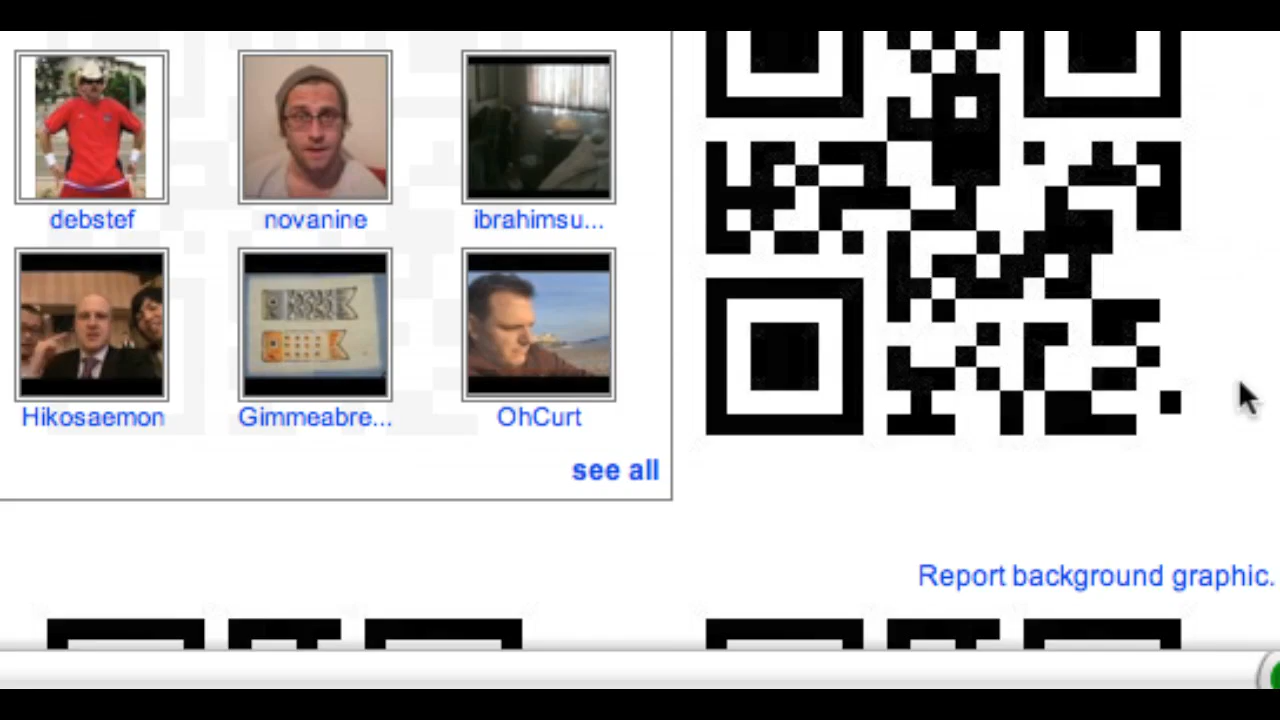 debstef novanine ibrahimsu...
Hikosaemon Gimmeabre... OhCurt
see all
Report background graphic.